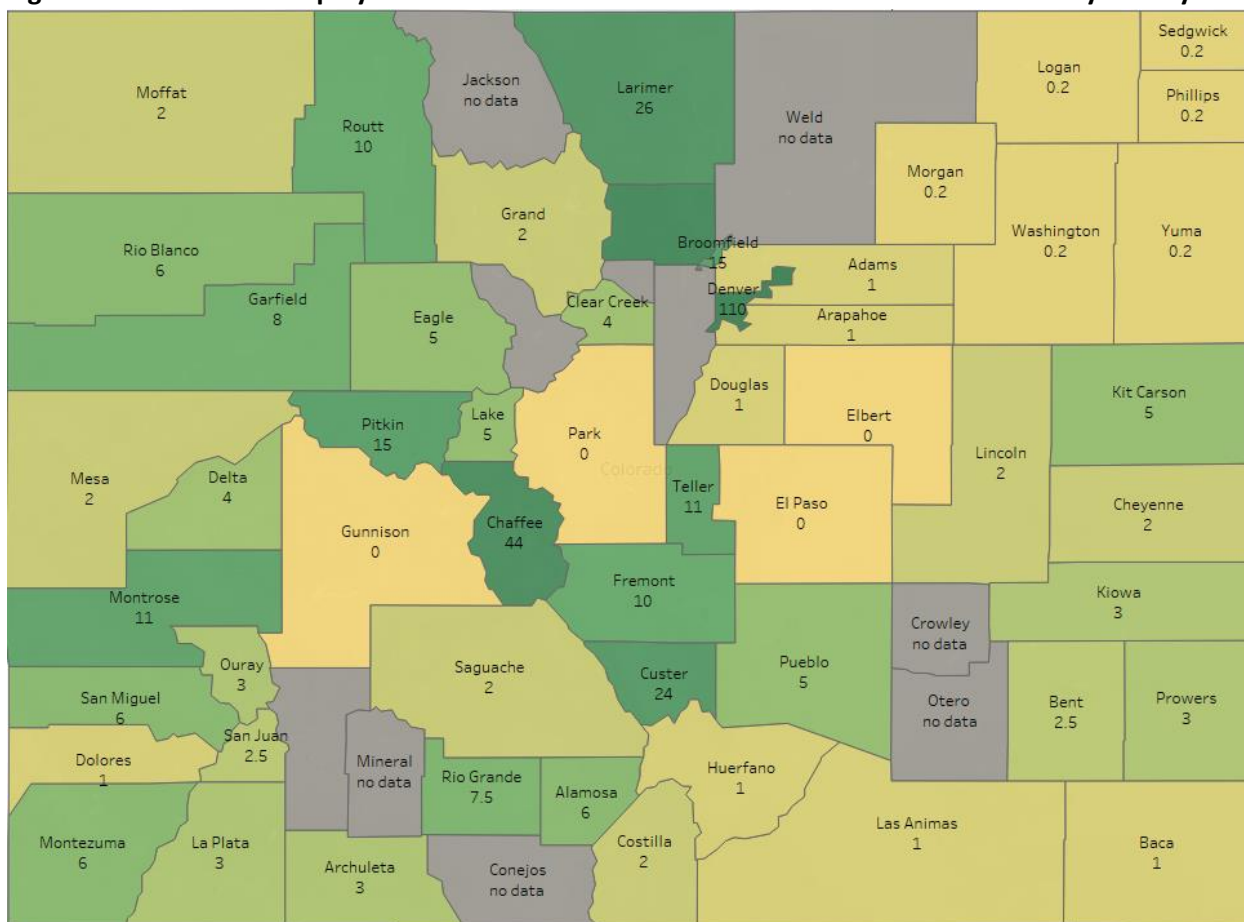 Sedgwick
0.2
Logan
0.2
Jackson
no data
Larimer
26
Moffat
2
Phillips
0.2
Weld
no data
Routt
10
Morgan
0.2
Grand
2
Washington
0.2
Yuma
0.2
Rio Blanco
6
Broomfield
15
Adams
1
Denver
110
Garfield
8
Clear Creek
4
Eagle
5
Arapahoe
1
Douglas
1
Kit Carson
5
Elbert
0
Pitkin
15
Lake
5
Park
0
Colorado
Lincoln
2
Mesa
2
Delta
4
Teller
11
El Paso
0
Cheyenne
2
Gunnison
0
Chaffee
44
Fremont
10
Montrose
11
Kiowa
3
Crowley
no data
Ouray
3
Saguache
2
Custer
24
Pueblo
5
San Miguel
6
Otero
no data
Bent
2.5
Prowers
3
San Juan
2.5
Dolores
1
Mineral
no data
Rio Grande
7.5
Alamosa
6
Huerfano
1
Las Animas
1
Montezuma
6
La Plata
3
Costilla
2
Baca
1
Archuleta
3
Conejos
no data